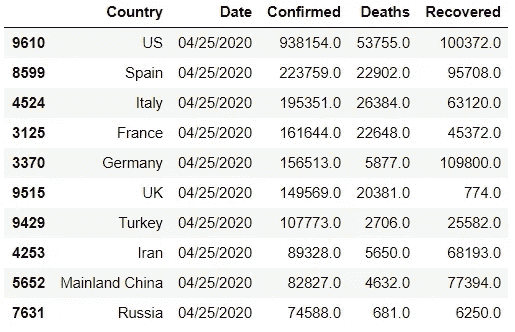 Country Date Confirmed Deaths Recovered
9610 US 04/25/2020 938154.0 53755.0 100372.0
8599 Spain 04/25/2020 223759.0 22902.0 95708.0
4524 Italy 04/25/2020 195351.0 26384.0 63120.0
3125 France 04/25/2020 161644.0 22648.0 45372.0
3370 Germany 04/25/2020 156513.0 5877.0 109800.0
9515 UK 04/25/2020 149569.0 20381.0 774.0
9429 Turkey 04/25/2020 107773.0 2706.0 25582.0
4253 Iran 04/25/2020 89328.0 5650.0 68193.0
5652 Mainland China 04/25/2020 82827.0 4632.0 77394.0
7631 Russia 04/25/2020 74588.0 681.0 6250.0